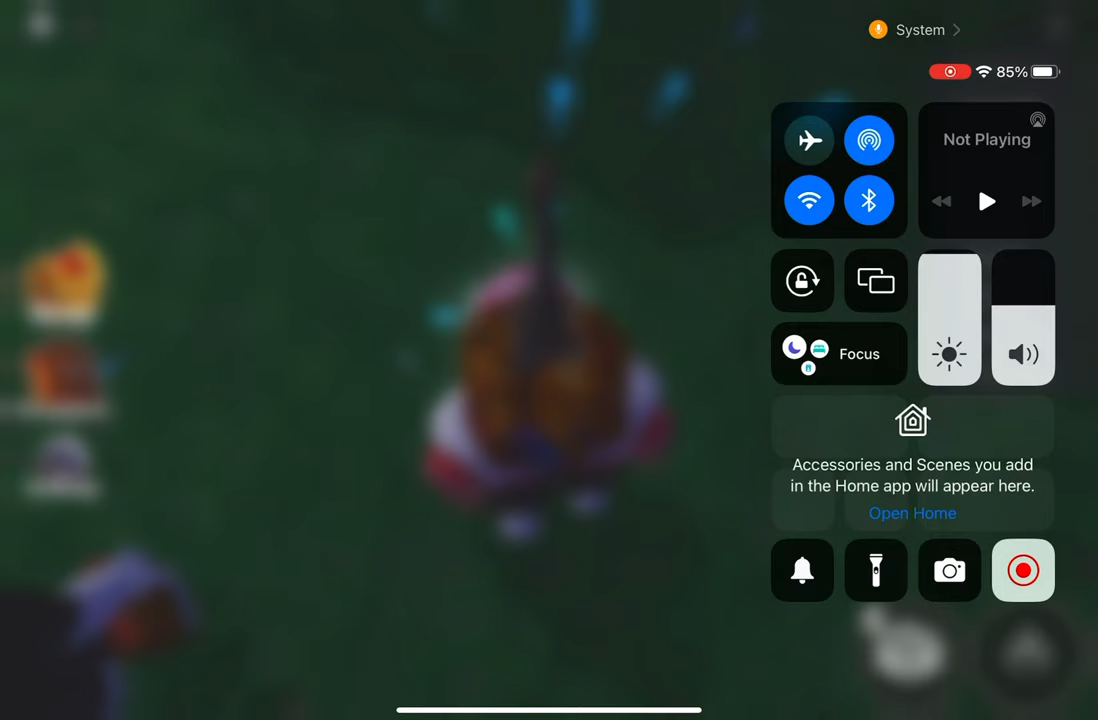 System
85%
Not Playing
Focus
Accessories and Scenes you add
in the Home app will appear here.
Open Home